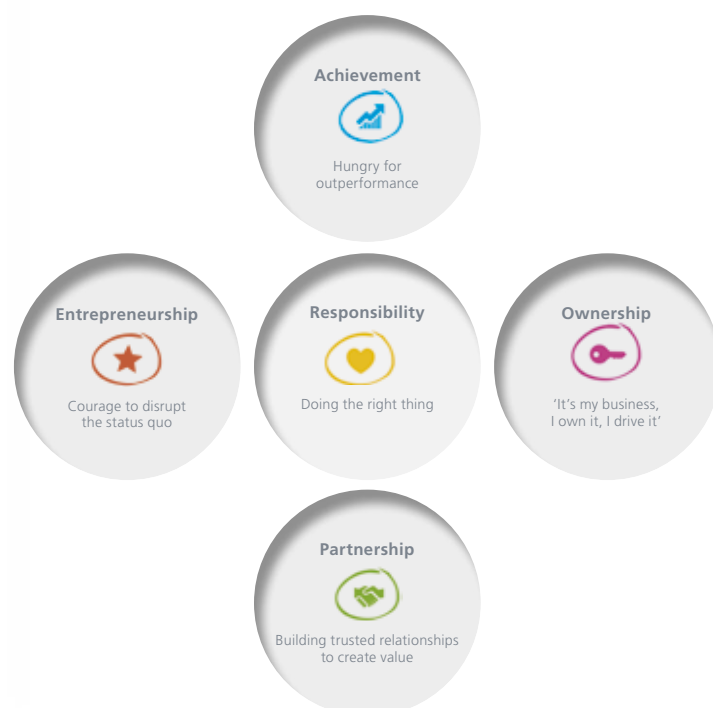 Achievement
Hungry for
outperformance
Entrepreneurship
Courage to disrupt
the status quo
Responsibility
Doing the right thing
Ownership
‘It’s my business,
I own it, I drive it’
Partnership
Building trusted relationships
to create value